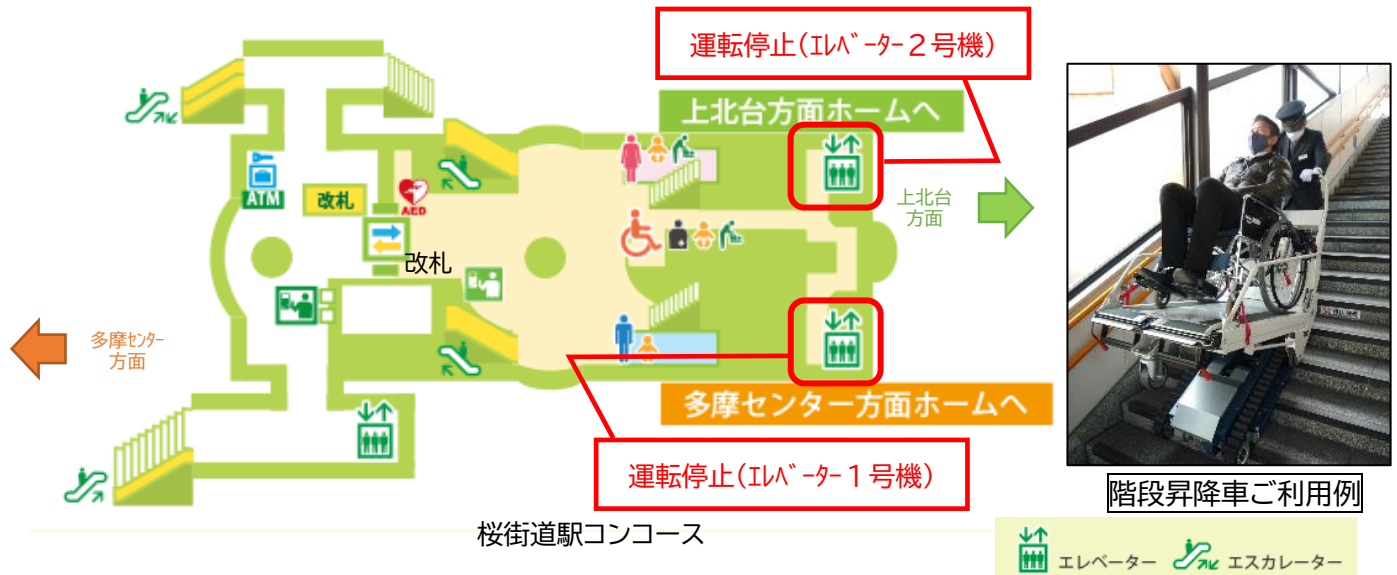 運転停止(ｴﾚﾍﾞｰﾀｰ２号機)
上北台方面ホームへ
ATM
改札
AED
改札
上北台
方面
多摩ｾﾝﾀｰ
方面
多摩センター方面ホームへ
運転停止(ｴﾚﾍﾞｰﾀｰ１号機)
階段昇降車ご利用例
桜街道駅コンコース
エレベーター エスカレーター